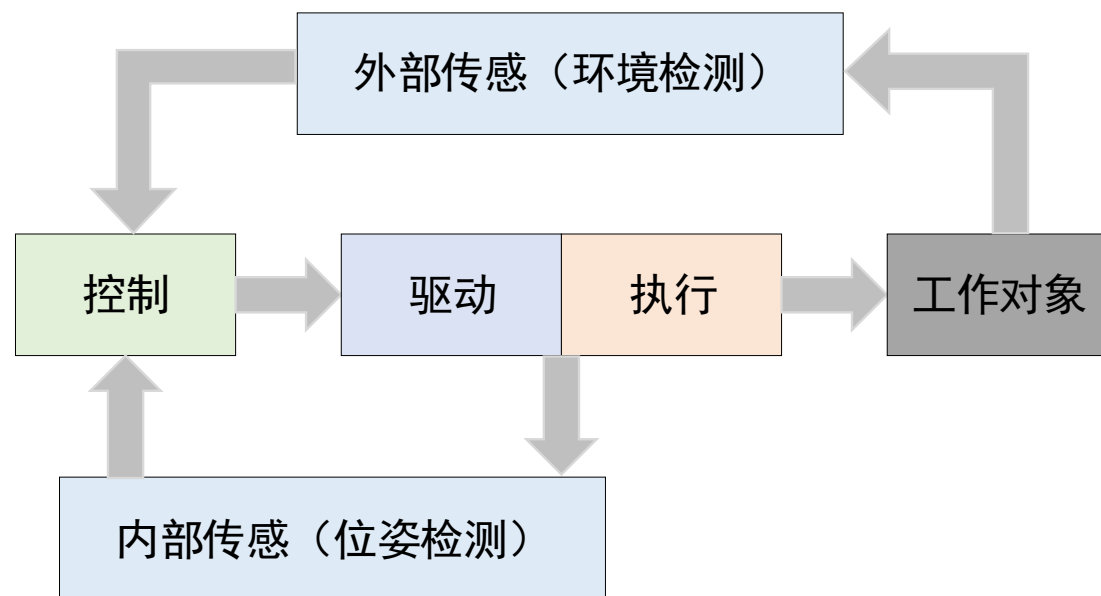 外部传感（环境检测）
控制
驱动
执行
工作对象
内部传感（位姿检测）